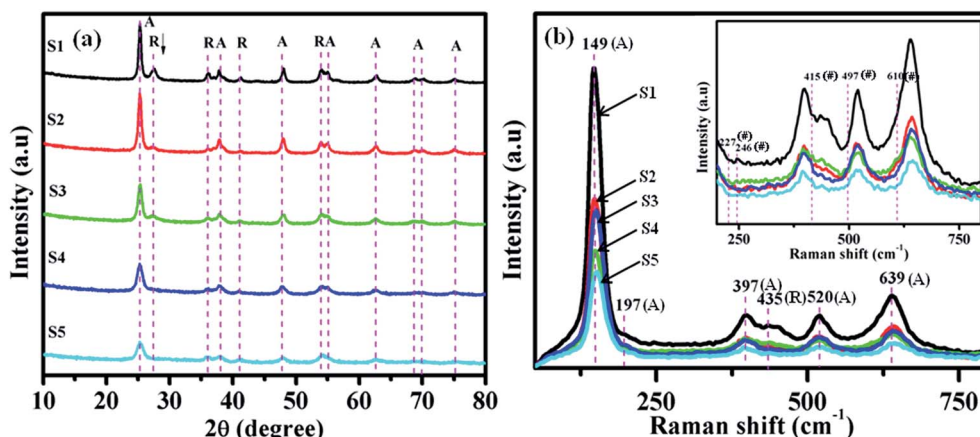 (a)
A
R
R A R A R A A A A
S1
S2
S3
S4
S5
Intensity (a.u)
10 20 30 40 50 60 70 80
2θ (degree)
(b)
149 (A)
S1
S2
S3
S4
S5
197 (A)
397(A)
435(R)
520(A)
639(A)
Intensity (a.u)
250 500 750
Raman shift (cm-1)
227(#)
246(#)
415(#)
497(#)
610(#)
Intensity (a.u)
250 500 750
Raman shift (cm-1)